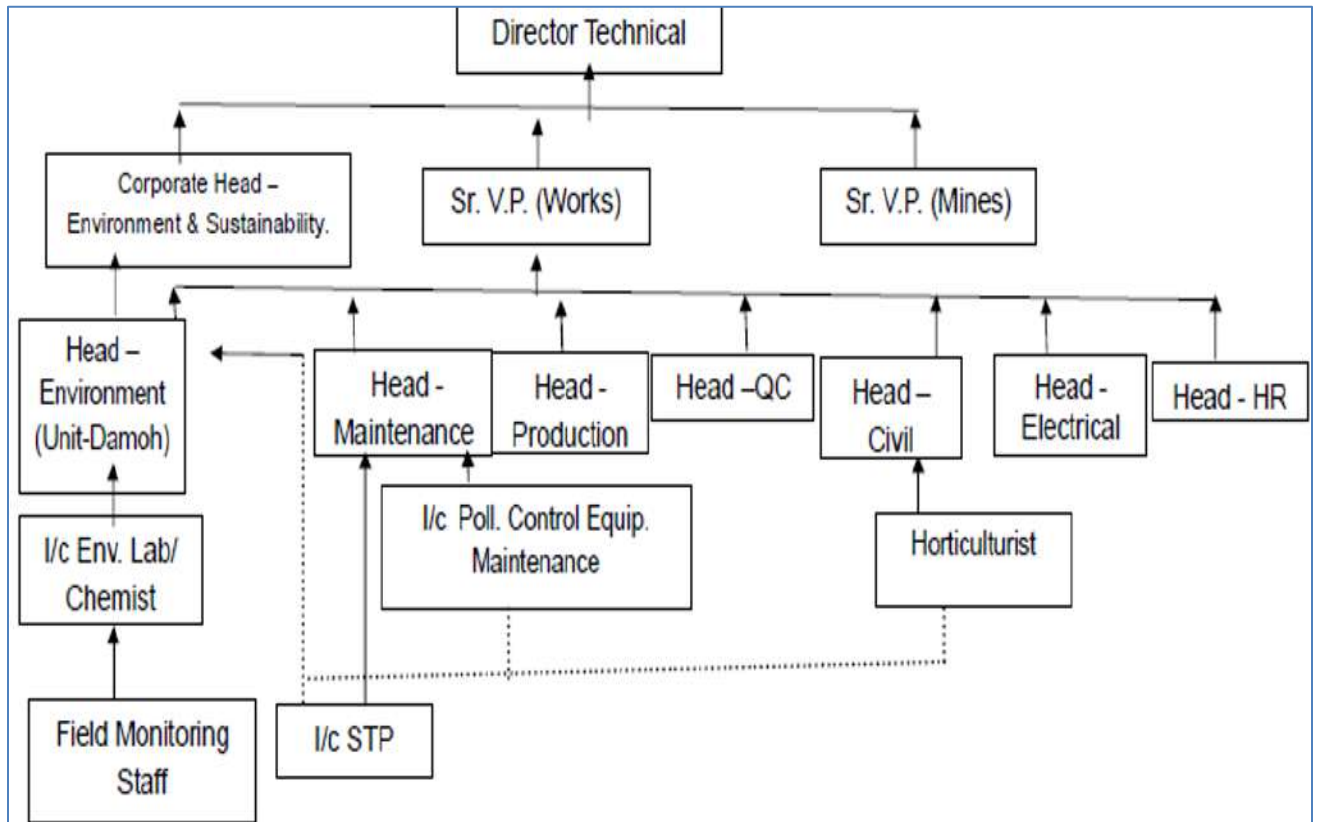 Director Technical
Corporate Head –
Environment & Sustainability.
Sr. V.P. (Works)
Sr. V.P. (Mines)
Head –
Environment
(Unit-Damoh)
Head -
Maintenance
Head -
Production
Head –QC
Head –
Civil
Head -
Electrical
Head - HR
I/c Env. Lab/
Chemist
I/c Poll. Control Equip.
Maintenance
Horticulturist
Field Monitoring
Staff
I/c STP